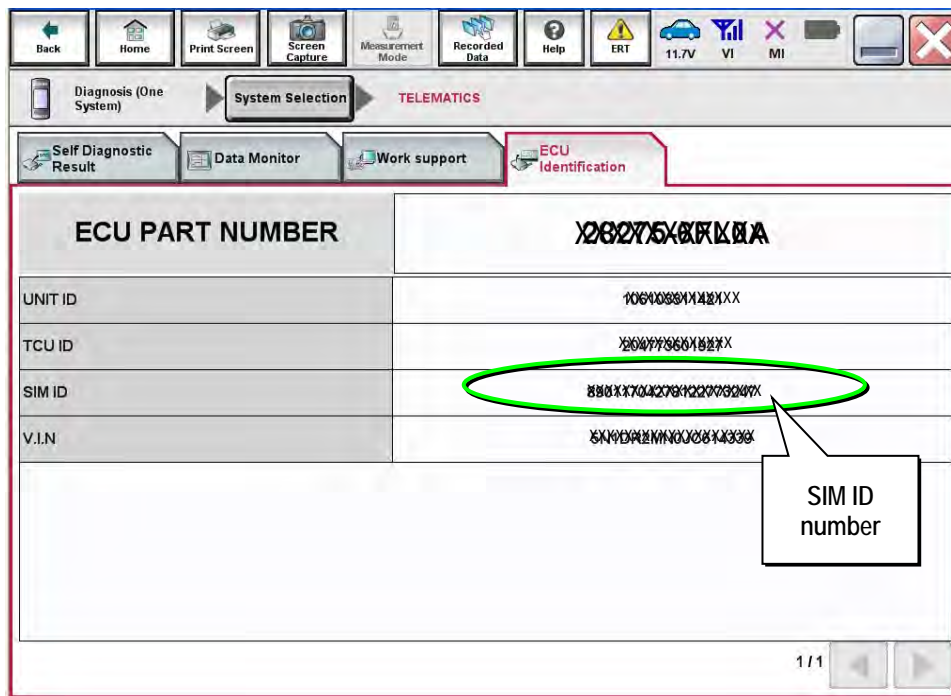 Back
Home
Print Screen
Screen
Capture
Measurement
Mode
Recorded
Data
Help
ERT
11.7V
VI
MI
Diagnosis (One
System)
System Selection
TELEMATICS
Self Diagnostic
Result
Data Monitor
Work support
ECU
Identification
ECU PART NUMBER
UNIT ID
TCU ID
SIM ID
V.I.N
SIM ID
number
1/1